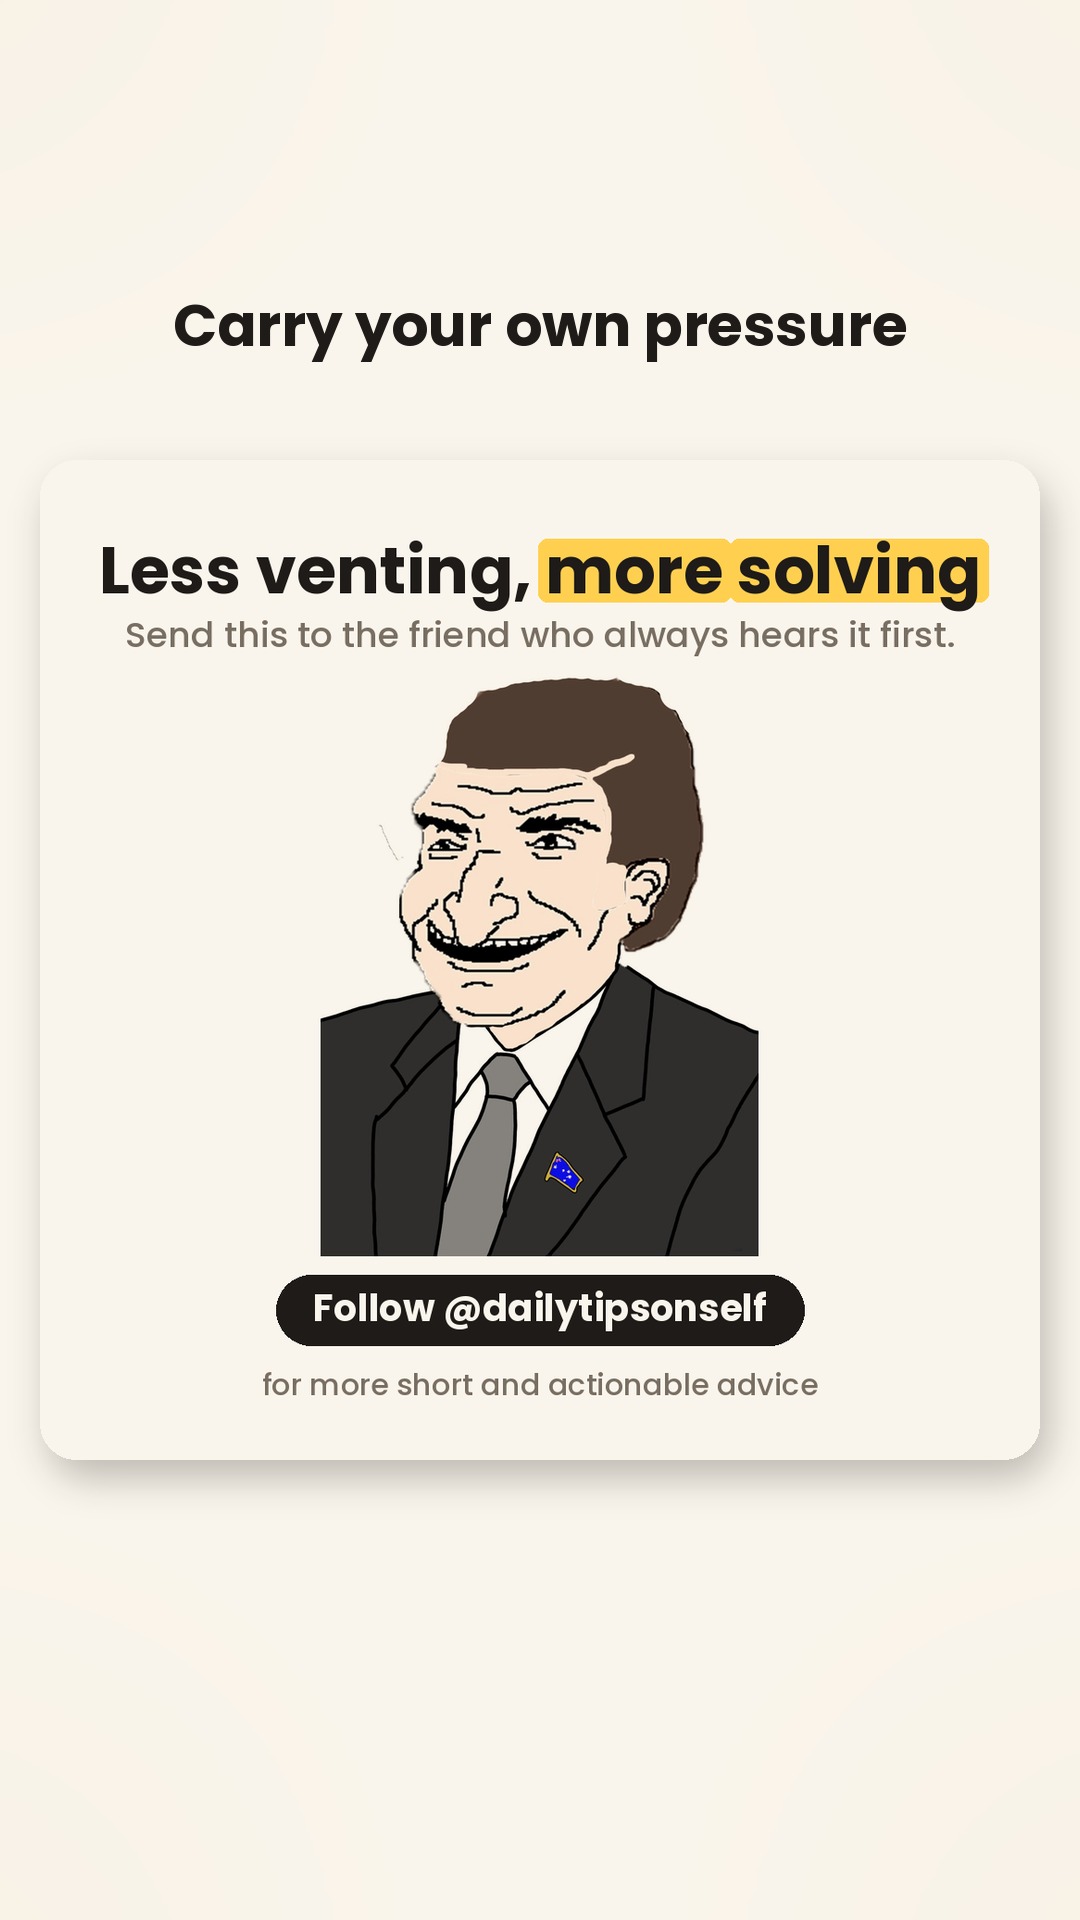 Carry your own pressure
Less venting, more solving
Send this to the friend who always hears it first.
Follow @dailytipsonself
for more short and actionable advice